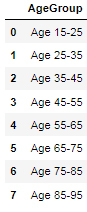 AgeGroup
0 Age 15-25
1 Age 25-35
2 Age 35-45
3 Age 45-55
4 Age 55-65
5 Age 65-75
6 Age 75-85
7 Age 85-95